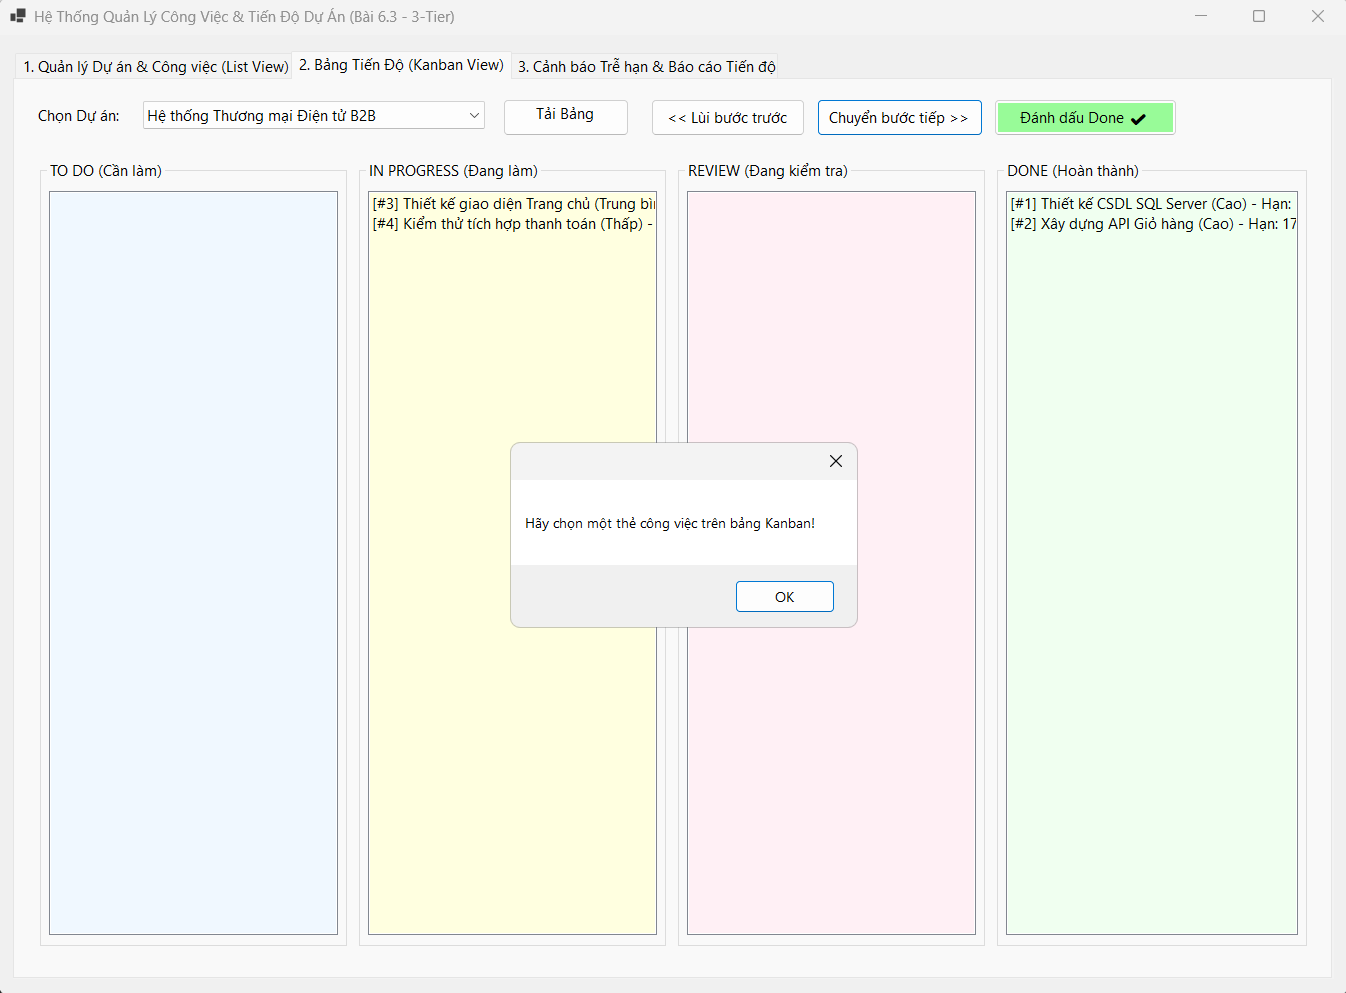 Hệ Thống Quản Lý Công Việc & Tiến Độ Dự Án (Bài 6.3 - 3-Tier)
1. Quản lý Dự án & Công việc (List View) 2. Bảng Tiến Độ (Kanban View) 3. Cảnh báo Trễ hạn & Báo cáo Tiến độ
Chọn Dự án: Hệ thống Thương mại Điện tử B2B Tải Bảng << Lùi bước trước Chuyển bước tiếp >> Đánh dấu Done ✔
TO DO (Cần làm)
IN PROGRESS (Đang làm)
[#3] Thiết kế giao diện Trang chủ (Trung bìn
[#4] Kiểm thử tích hợp thanh toán (Thấp) -
REVIEW (Đang kiểm tra)
DONE (Hoàn thành)
[#1] Thiết kế CSDL SQL Server (Cao) - Hạn:
[#2] Xây dựng API Giỏ hàng (Cao) - Hạn: 17
Hãy chọn một thẻ công việc trên bảng Kanban!
OK